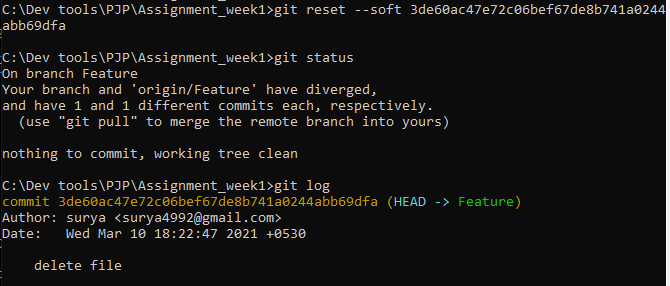 C:\Dev tools\PJP\Assignment_week1>git reset --soft 3de60ac47e72c06bef67de8b741a0244
abb69dfa
C:\Dev tools\PJP\Assignment_week1>git status
On branch Feature
Your branch and 'origin/Feature' have diverged,
and have 1 and 1 different commits each, respectively.
  (use "git pull" to merge the remote branch into yours)
nothing to commit, working tree clean
C:\Dev tools\PJP\Assignment_week1>git log
commit 3de60ac47e72c06bef67de8b741a0244abb69dfa (HEAD -> Feature)
Author: surya <surya4992@gmail.com>
Date:   Wed Mar 10 18:22:47 2021 +0530
    delete file